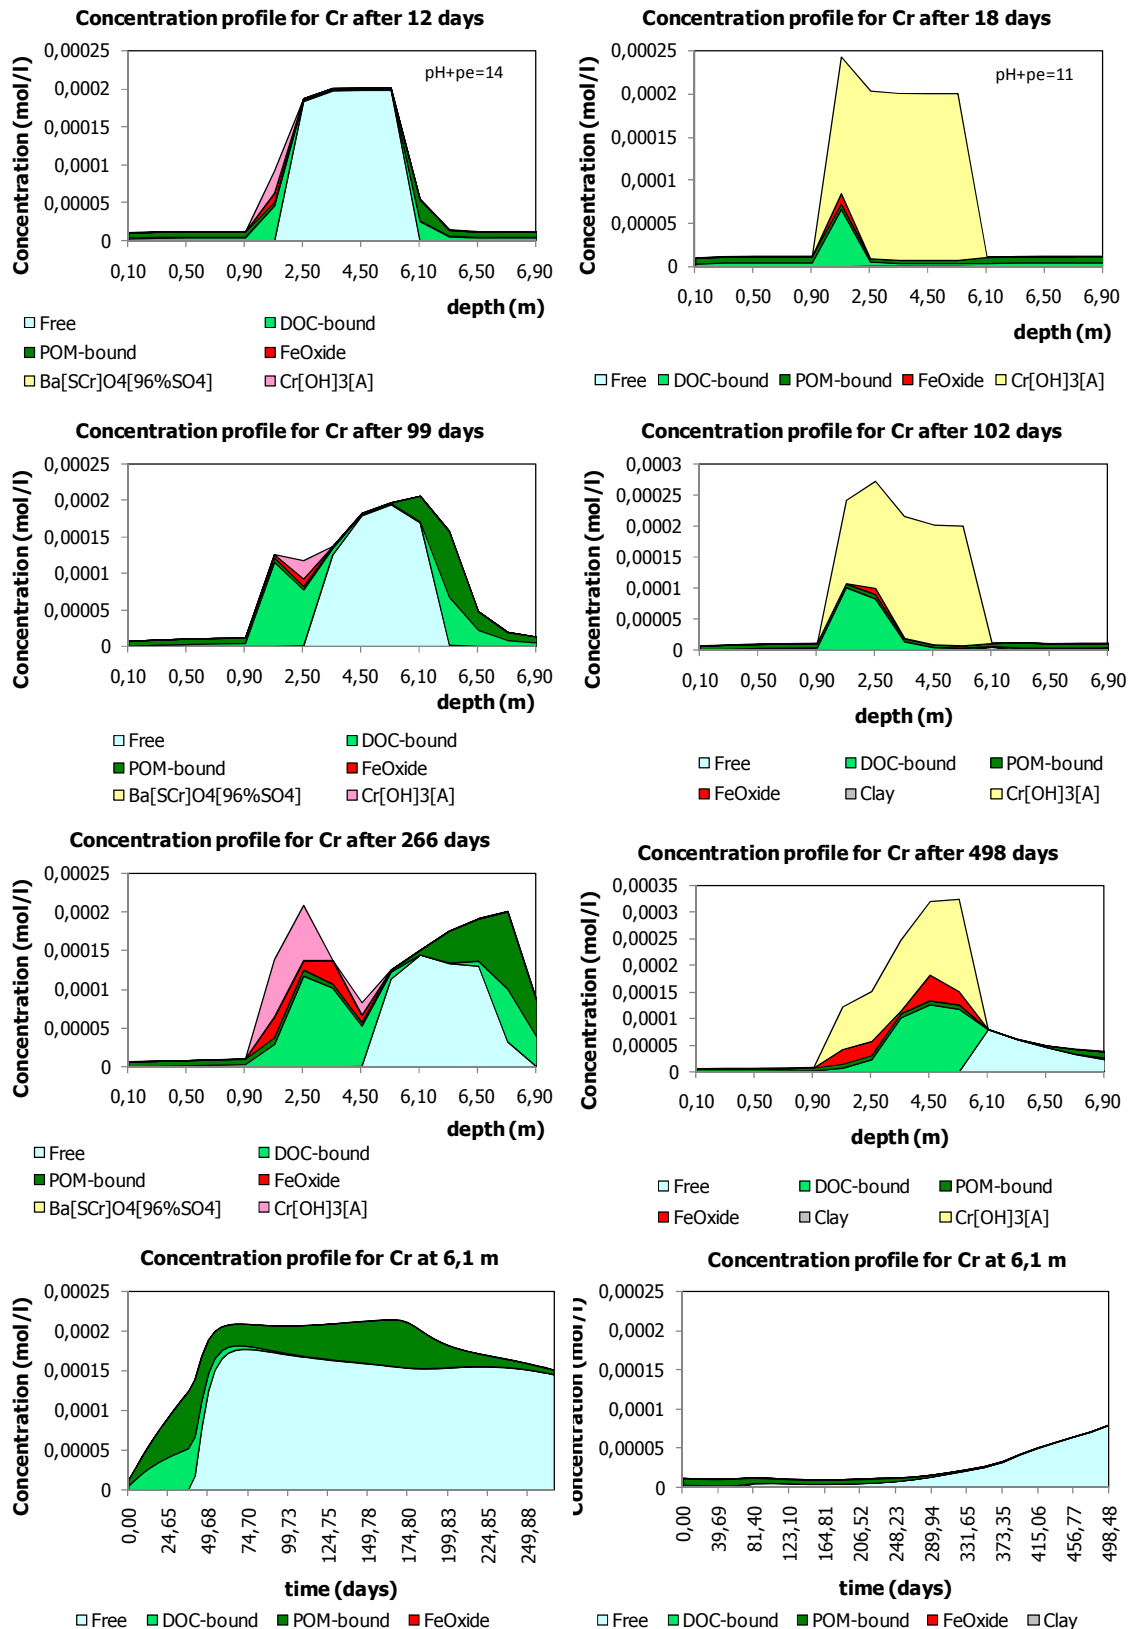 Concentration profile for Cr after 12 days
Concentration (mol/l)
0,00025
0,0002
0,00015
0,0001
0,00005
0
pH+pe=14
0,10 0,50 0,90 2,50 4,50 6,10 6,50 6,90
depth (m)
Free DOC-bound
POM-bound FeOxide
Ba[SCr]O4[96%SO4] Cr[OH]3[A]
Concentration profile for Cr after 18 days
Concentration (mol/l)
0,00025
0,0002
0,00015
0,0001
0,00005
0
pH+pe=11
0,10 0,50 0,90 2,50 4,50 6,10 6,50 6,90
depth (m)
Free DOC-bound POM-bound FeOxide Cr[OH]3[A]
Concentration profile for Cr after 99 days
Concentration (mol/l)
0,00025
0,0002
0,00015
0,0001
0,00005
0
0,10 0,50 0,90 2,50 4,50 6,10 6,50 6,90
depth (m)
Free DOC-bound
POM-bound FeOxide
Ba[SCr]O4[96%SO4] Cr[OH]3[A]
Concentration profile for Cr after 102 days
Concentration (mol/l)
0,0003
0,00025
0,0002
0,00015
0,0001
0,00005
0
0,10 0,50 0,90 2,50 4,50 6,10 6,50 6,90
depth (m)
Free DOC-bound POM-bound
FeOxide Clay Cr[OH]3[A]
Concentration profile for Cr after 266 days
Concentration (mol/l)
0,00025
0,0002
0,00015
0,0001
0,00005
0
0,10 0,50 0,90 2,50 4,50 6,10 6,50 6,90
depth (m)
Free DOC-bound
POM-bound FeOxide
Ba[SCr]O4[96%SO4] Cr[OH]3[A]
Concentration profile for Cr after 498 days
Concentration (mol/l)
0,00035
0,0003
0,00025
0,0002
0,00015
0,0001
0,00005
0
0,10 0,50 0,90 2,50 4,50 6,10 6,50 6,90
depth (m)
Free DOC-bound POM-bound
FeOxide Clay Cr[OH]3[A]
Concentration profile for Cr at 6,1 m
Concentration (mol/l)
0,00025
0,0002
0,00015
0,0001
0,00005
0
0,00 24,65 49,68 74,70 99,73 124,75 149,78 174,80 199,83 224,85 249,88
time (days)
Free DOC-bound POM-bound FeOxide
Concentration profile for Cr at 6,1 m
Concentration (mol/l)
0,00025
0,0002
0,00015
0,0001
0,00005
0
0,00 39,69 81,40 123,10 164,81 206,52 248,23 289,94 331,65 373,35 415,06 456,77 498,48
time (days)
Free DOC-bound POM-bound FeOxide Clay